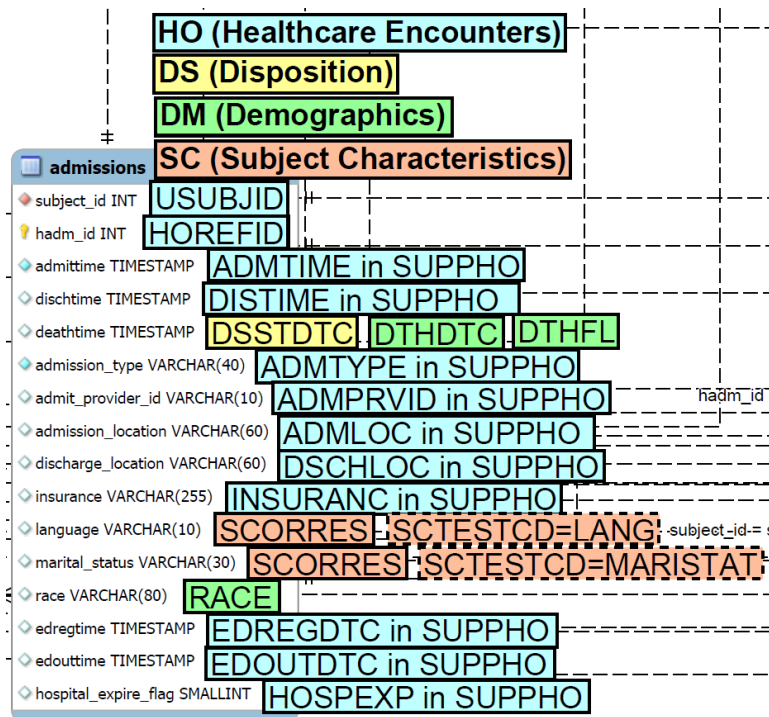 HO (Healthcare Encounters)
DS (Disposition)
DM (Demographics)
SC (Subject Characteristics)
admissions
subject_id INT USUBJID
hadm_id INT HOREFID
admittime TIMESTAMP ADMTIME in SUPPHO
dischtime TIMESTAMP DISTIME in SUPPHO
deathtime TIMESTAMP DSSTDTC DTHDTC DTHFL
admission_type VARCHAR(40) ADMTYPE in SUPPHO
admit_provider_id VARCHAR(10) ADMPRVID in SUPPHO hadm_id
admission_location VARCHAR(60) ADMLOC in SUPPHO
discharge_location VARCHAR(60) DSCHLOC in SUPPHO
insurance VARCHAR(255) INSURANC in SUPPHO
language VARCHAR(10) SCORRES SCTESTCD=LANG subject_id = s
marital_status VARCHAR(30) SCORRES SCTESTCD=MARISTAT
race VARCHAR(80) RACE
edregtime TIMESTAMP EDREGDTC in SUPPHO
edouttime TIMESTAMP EDOUTDTC in SUPPHO
hospital_expire_flag SMALLINT HOSPEXP in SUPPHO